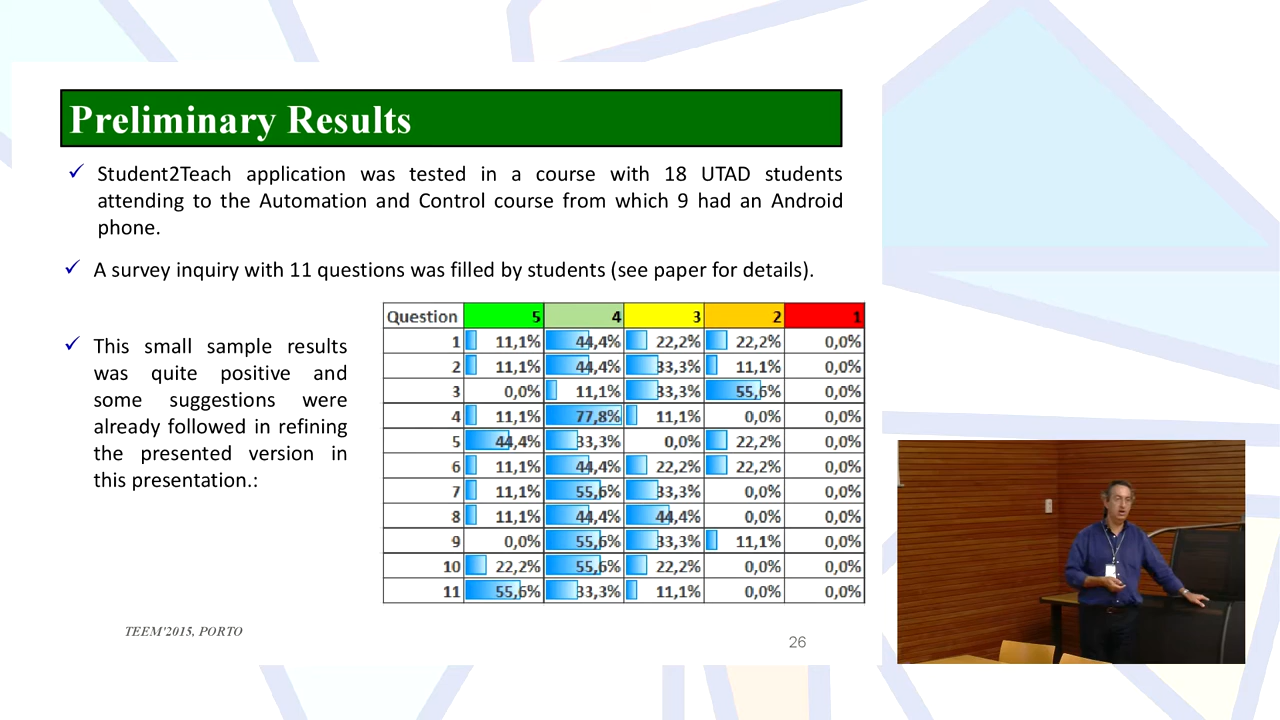 Preliminary Results
✓ Student2Teach application was tested in a course with 18 UTAD students
attending to the Automation and Control course from which 9 had an Android
phone.
✓ A survey inquiry with 11 questions was filled by students (see paper for details).
✓ This small sample results
was quite positive and
some suggestions were
already followed in refining
the presented version in
this presentation.:
Question 5 4 3 2 1
1 11,1% 44,4% 22,2% 22,2% 0,0%
2 11,1% 44,4% 33,3% 11,1% 0,0%
3 0,0% 11,1% 33,3% 55,6% 0,0%
4 11,1% 77,8% 11,1% 0,0% 0,0%
5 44,4% 33,3% 0,0% 22,2% 0,0%
6 11,1% 44,4% 22,2% 22,2% 0,0%
7 11,1% 55,6% 33,3% 0,0% 0,0%
8 11,1% 44,4% 44,4% 0,0% 0,0%
9 0,0% 55,6% 33,3% 11,1% 0,0%
10 22,2% 55,6% 22,2% 0,0% 0,0%
11 55,6% 33,3% 11,1% 0,0% 0,0%
TEEM'2015, PORTO
26